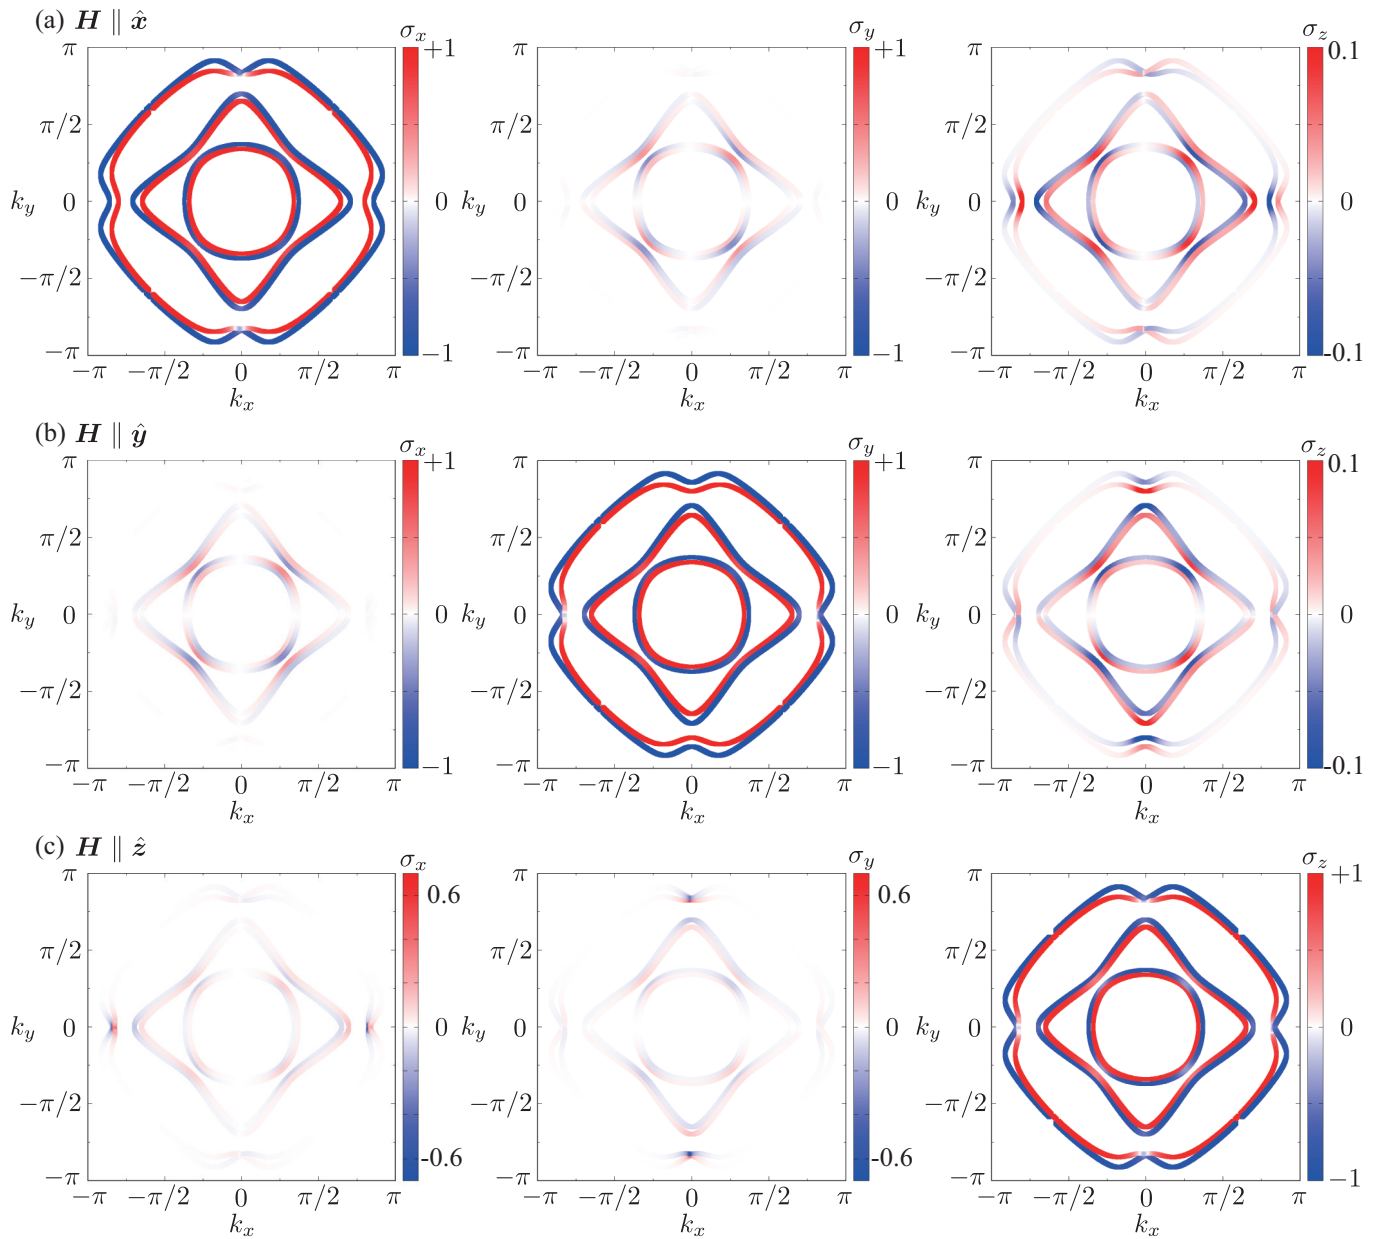 (a) H ∥ x̂
σx σy σz
π +1 π +1 π 0.1
π/2 π/2 π/2
ky 0 0 ky 0 0 ky 0 0
−π/2 −π/2 −π/2
−π −1 −π −1 −π -0.1
−π −π/2 0 π/2 π −π −π/2 0 π/2 π −π −π/2 0 π/2 π
kx kx kx
(b) H ∥ ŷ
σx σy σz
π +1 π +1 π 0.1
π/2 π/2 π/2
ky 0 0 ky 0 0 ky 0 0
−π/2 −π/2 −π/2
−π −1 −π −1 −π -0.1
−π −π/2 0 π/2 π −π −π/2 0 π/2 π −π −π/2 0 π/2 π
kx kx kx
(c) H ∥ ẑ
σx σy σz
π 0.6 π 0.6 π +1
π/2 π/2 π/2
ky 0 0 ky 0 0 ky 0 0
−π/2 −π/2 −π/2
−π -0.6 −π -0.6 −π −1
−π −π/2 0 π/2 π −π −π/2 0 π/2 π −π −π/2 0 π/2 π
kx kx kx